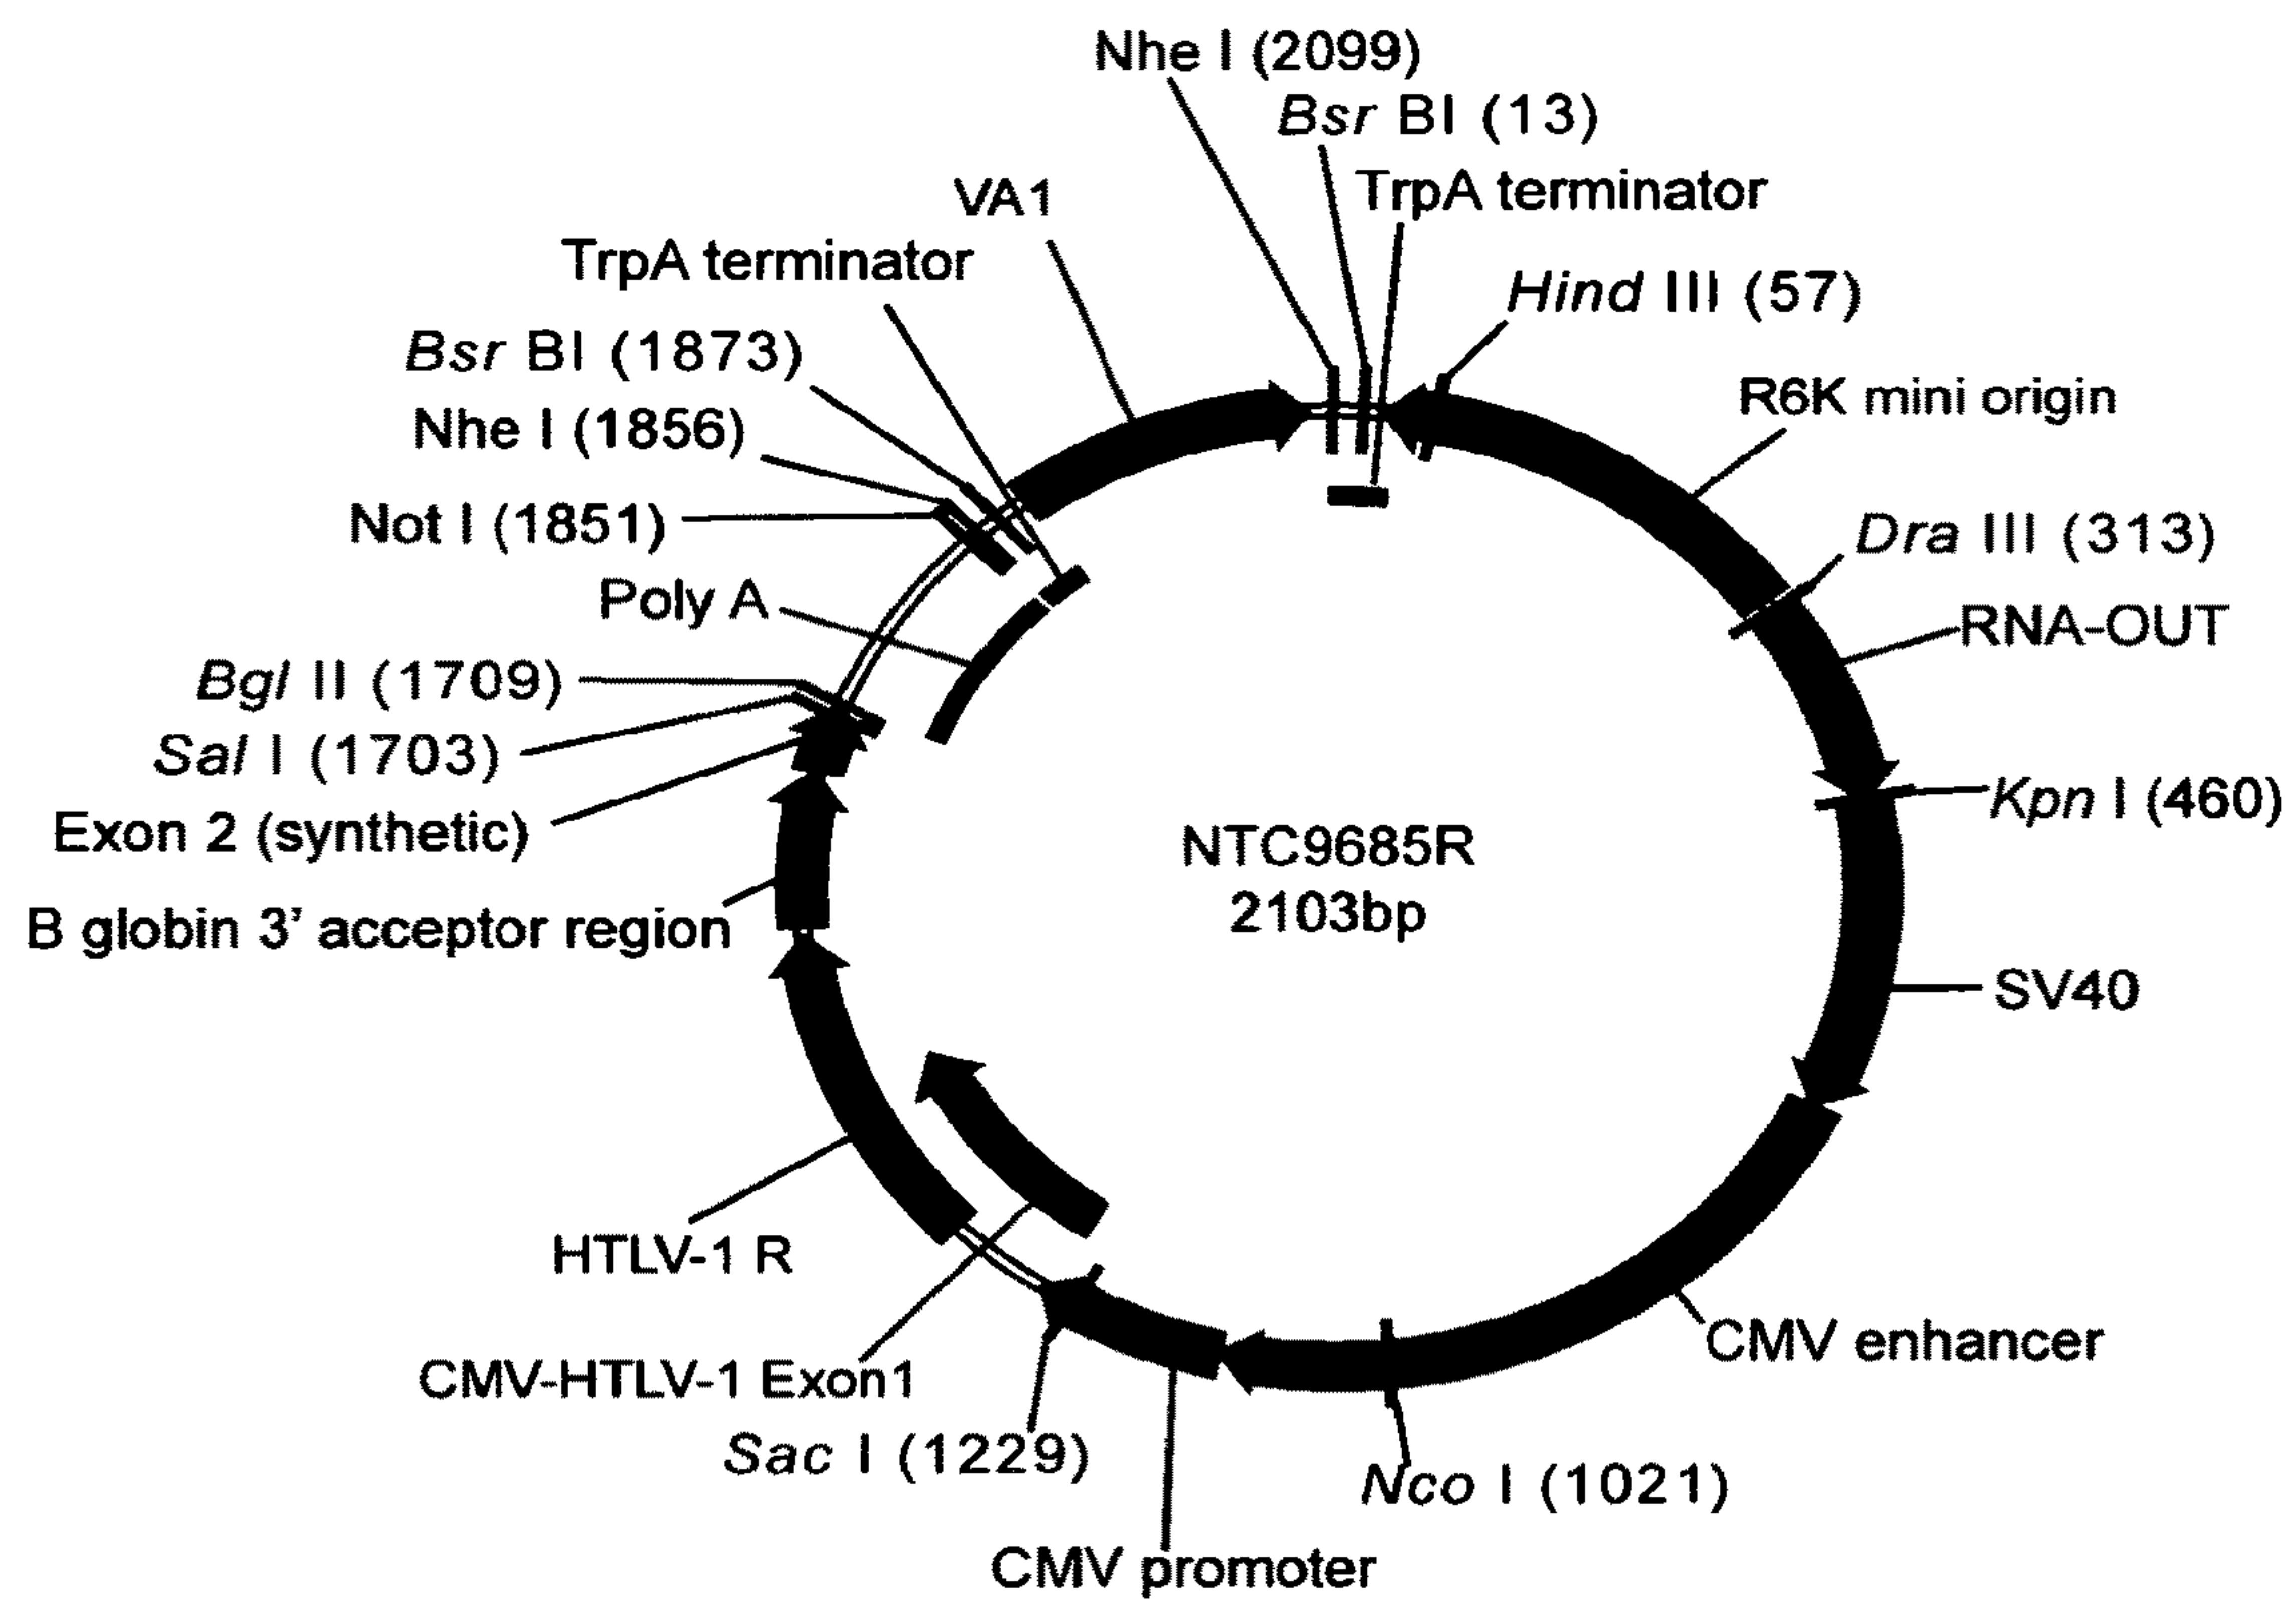 Nhe I (2099)
Bsr BI (13)
TrpA terminator
VA1
TrpA terminator
Hind III (57)
Bsr BI (1873)
R6K mini origin
Nhe I (1856)
Not I (1851)
Dra III (313)
Poly A
RNA-OUT
Bgl II (1709)
Sal I (1703)
Kpn I (460)
Exon 2 (synthetic)
NTC9685R
2103bp
B globin 3’ acceptor region
SV40
HTLV-1 R
CMV enhancer
CMV-HTLV-1 Exon1
Sac I (1229)
Nco I (1021)
CMV promoter